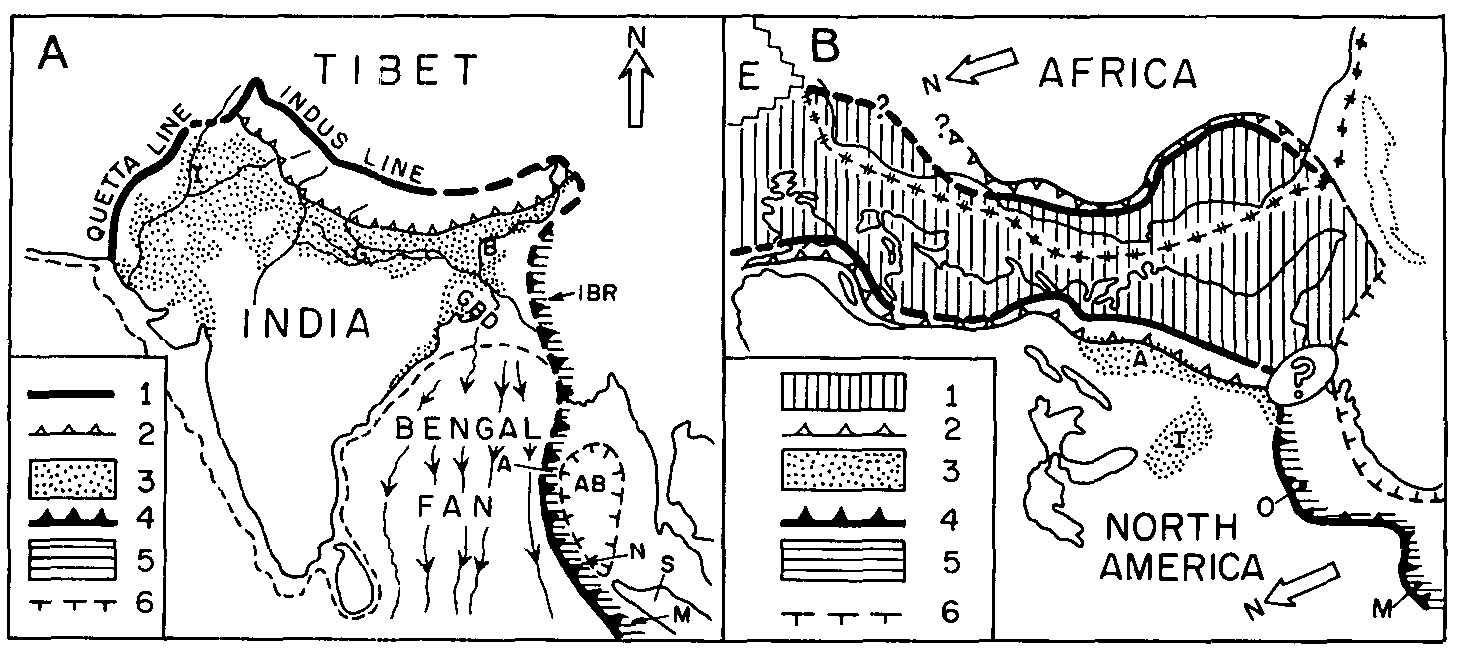 A
TIBET
N
QUETTA LINE
INDUS LINE
I
G
B
GBD
IBR
INDIA
BENGAL
FAN
A
AB
N
S
M
1
2
3
4
5
6
B
E
N
AFRICA
?
?
A
?
I
O
NORTH
AMERICA
N
M
1
2
3
4
5
6